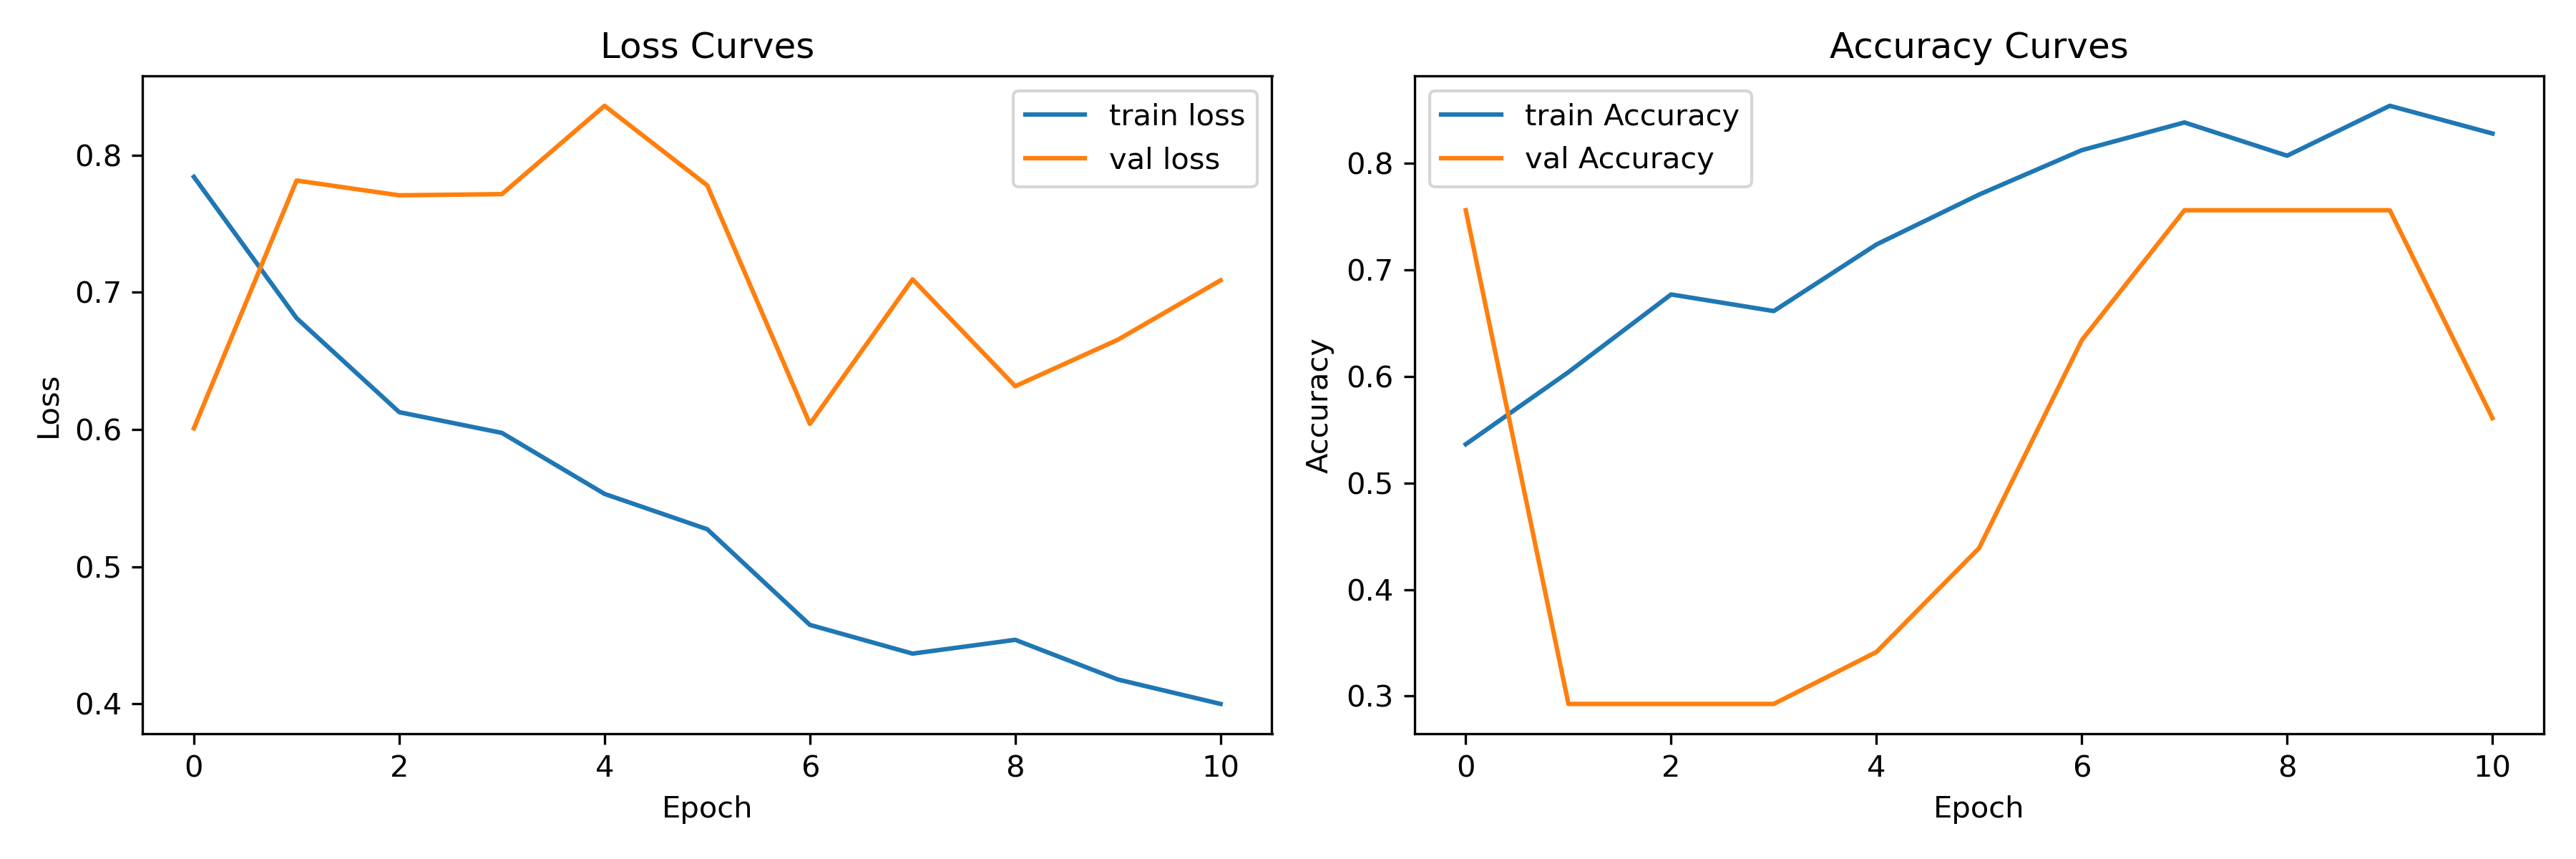 Loss Curves
train loss
val loss
0.8
0.7
0.6
0.5
0.4
Loss
0 2 4 6 8 10
Epoch
Accuracy Curves
train Accuracy
val Accuracy
0.8
0.7
0.6
0.5
0.4
0.3
Accuracy
0 2 4 6 8 10
Epoch